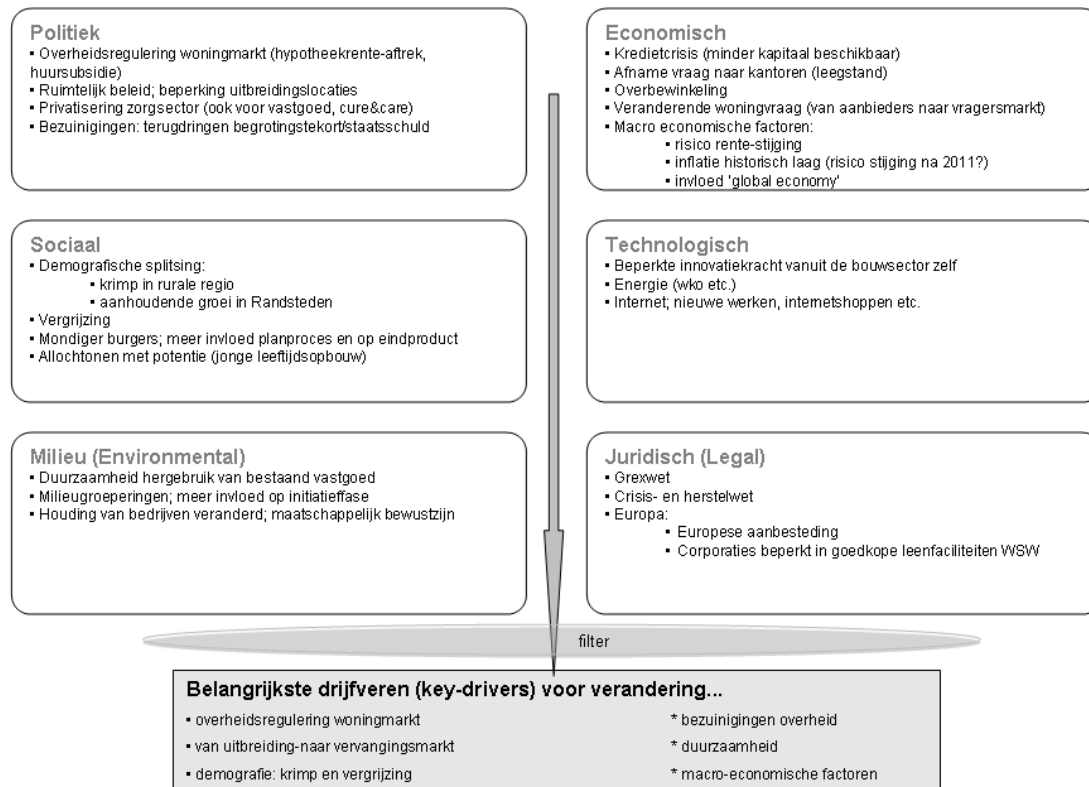 Politiek
▪ Overheidsregulering woningmarkt (hypotheekrente-aftrek,
huursubsidie)
▪ Ruimtelijk beleid; beperking uitbreidingslocaties
▪ Privatisering zorgsector (ook voor vastgoed, cure&care)
▪ Bezuinigingen: terugdringen begrotingstekort/staatsschuld
Economisch
▪ Kredietcrisis (minder kapitaal beschikbaar)
▪ Afname vraag naar kantoren (leegstand)
▪ Overbewinkeling
▪ Veranderende woningvraag (van aanbieders naar vragersmarkt)
▪ Macro economische factoren:
▪ risico rente-stijging
▪ inflatie historisch laag (risico stijging na 2011?)
▪ invloed 'global economy'
Sociaal
▪ Demografische splitsing:
▪ krimp in rurale regio
▪ aanhoudende groei in Randsteden
▪ Vergrijzing
▪ Mondiger burgers; meer invloed planproces en op eindproduct
▪ Allochtonen met potentie (jonge leeftijdsopbouw)
Technologisch
▪ Beperkte innovatiekracht vanuit de bouwsector zelf
▪ Energie (wko etc.)
▪ Internet; nieuwe werken, internetshoppen etc.
Milieu (Environmental)
▪ Duurzaamheid hergebruik van bestaand vastgoed
▪ Milieugroeperingen; meer invloed op initiatieffase
▪ Houding van bedrijven veranderd; maatschappelijk bewustzijn
Juridisch (Legal)
▪ Grexwet
▪ Crisis- en herstelwet
▪ Europa:
▪ Europese aanbesteding
▪ Corporaties beperkt in goedkope leenfaciliteiten WSW
filter
Belangrijkste drijfveren (key-drivers) voor verandering...
▪ overheidsregulering woningmarkt
▪ van uitbreiding-naar vervangingsmarkt
▪ demografie: krimp en vergrijzing
* bezuinigingen overheid
* duurzaamheid
* macro-economische factoren